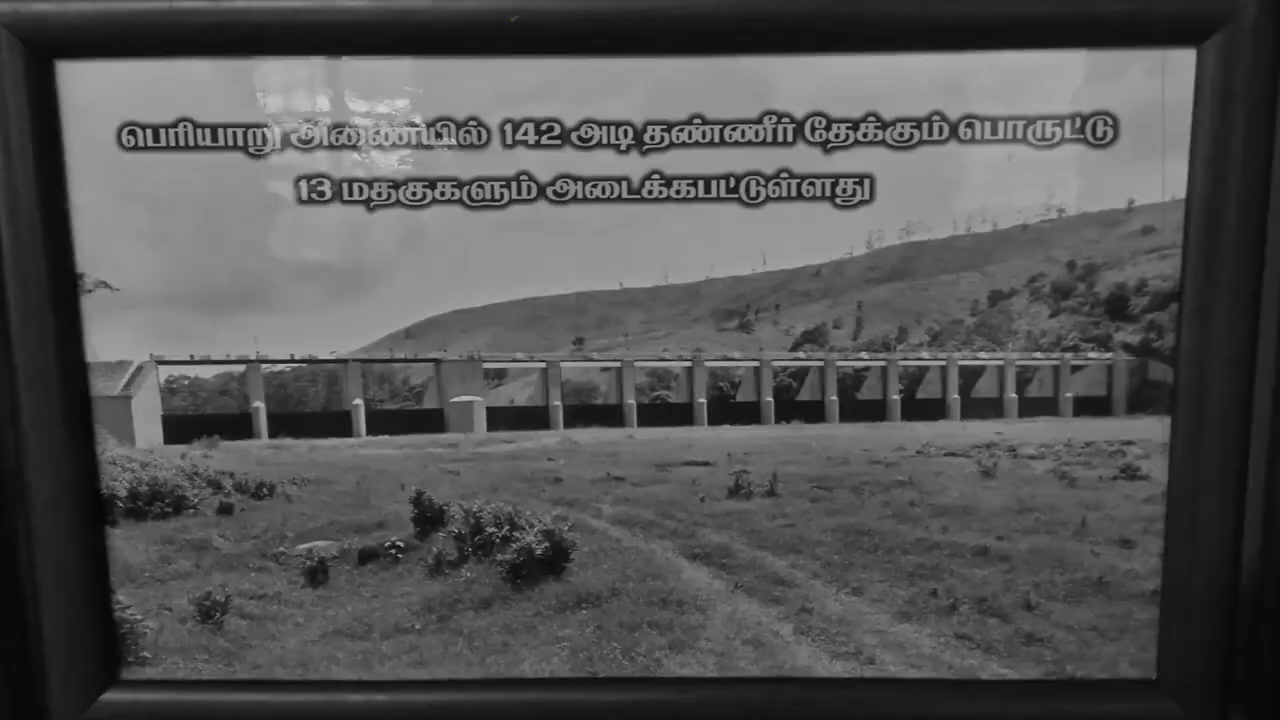 பெரியாறு அணையில் 142 அடி தண்ணீர் தேக்கும் பொருட்டு
13 மதகுகளும் அடைக்கபட்டுள்ளது